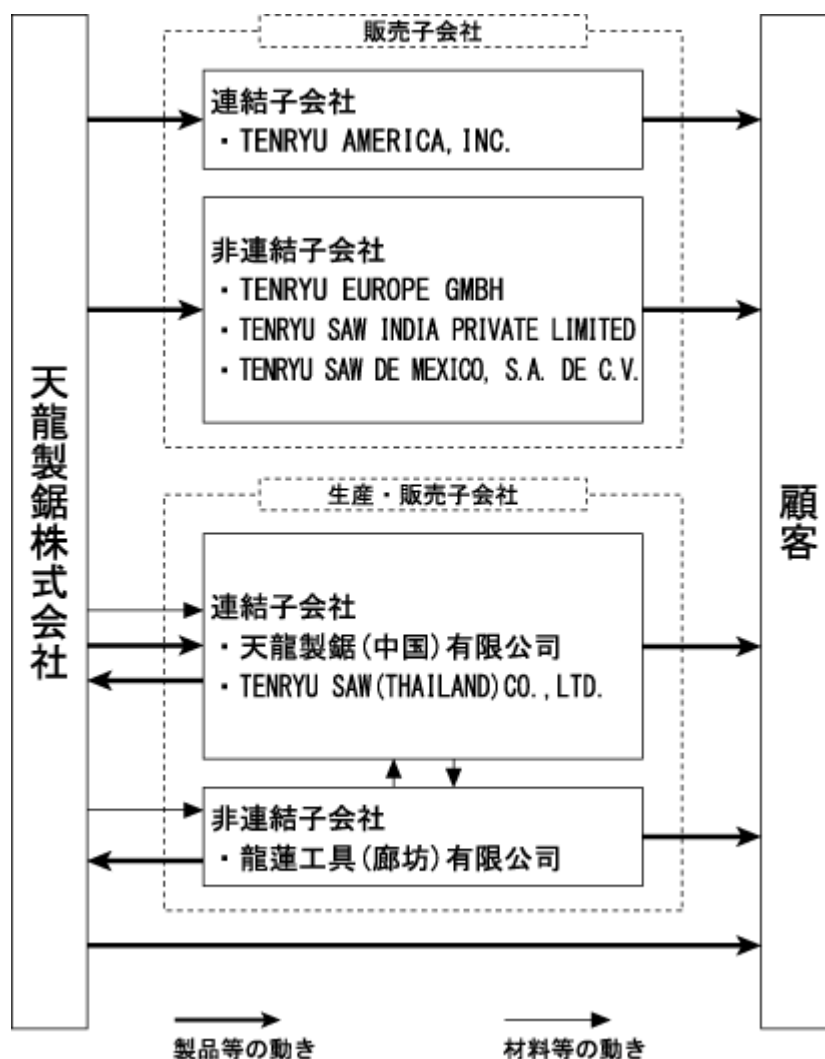 販売子会社
連結子会社
・TENRYU AMERICA, INC.
非連結子会社
・TENRYU EUROPE GMBH
・TENRYU SAW INDIA PRIVATE LIMITED
・TENRYU SAW DE MEXICO, S.A. DE C.V.
天龍製鋸株式会社
顧客
生産・販売子会社
連結子会社
・天龍製鋸(中国)有限公司
・TENRYU SAW(THAILAND)CO.,LTD.
非連結子会社
・龍蓮工具(廊坊)有限公司
製品等の動き
材料等の動き